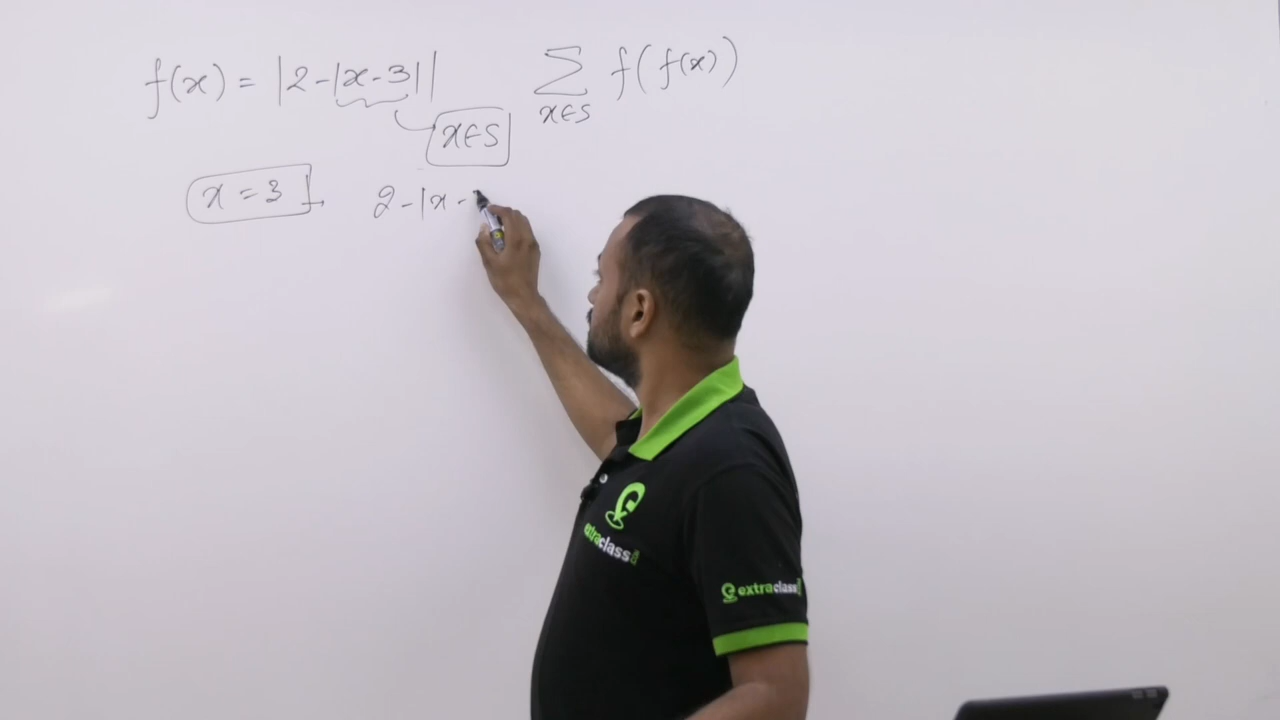 f(x) = |2-|x-3|| ∑ f(f(x))
x∈S
x∈S
x = 3 2-|x-
extraclass
extraclass